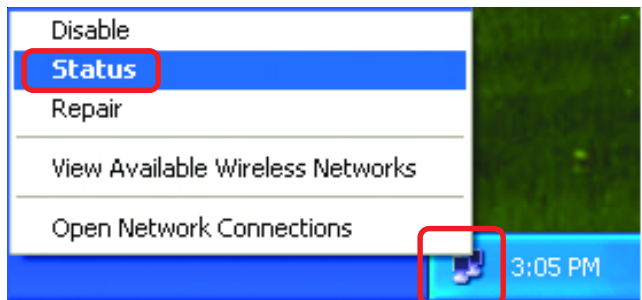 Disable
Status
Repair
View Available Wireless Networks
Open Network Connections
3:05 PM